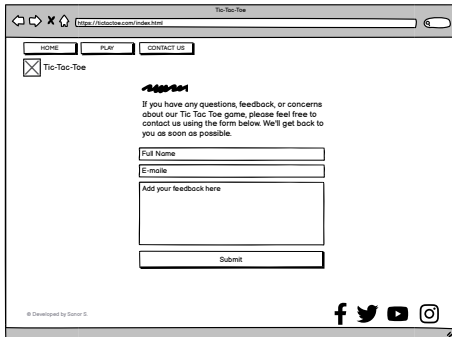 Tic-Tac-Toe
https://tictactoe.com/index.html
HOME PLAY CONTACT US
Tic-Tac-Toe
If you have any questions, feedback, or concerns
about our Tic Tac Toe game, please feel free to
contact us using the form below. We'll get back to
you as soon as possible.
Full Name
E-maile
Add your feedback here
Submit
© Developed by Sanor S.